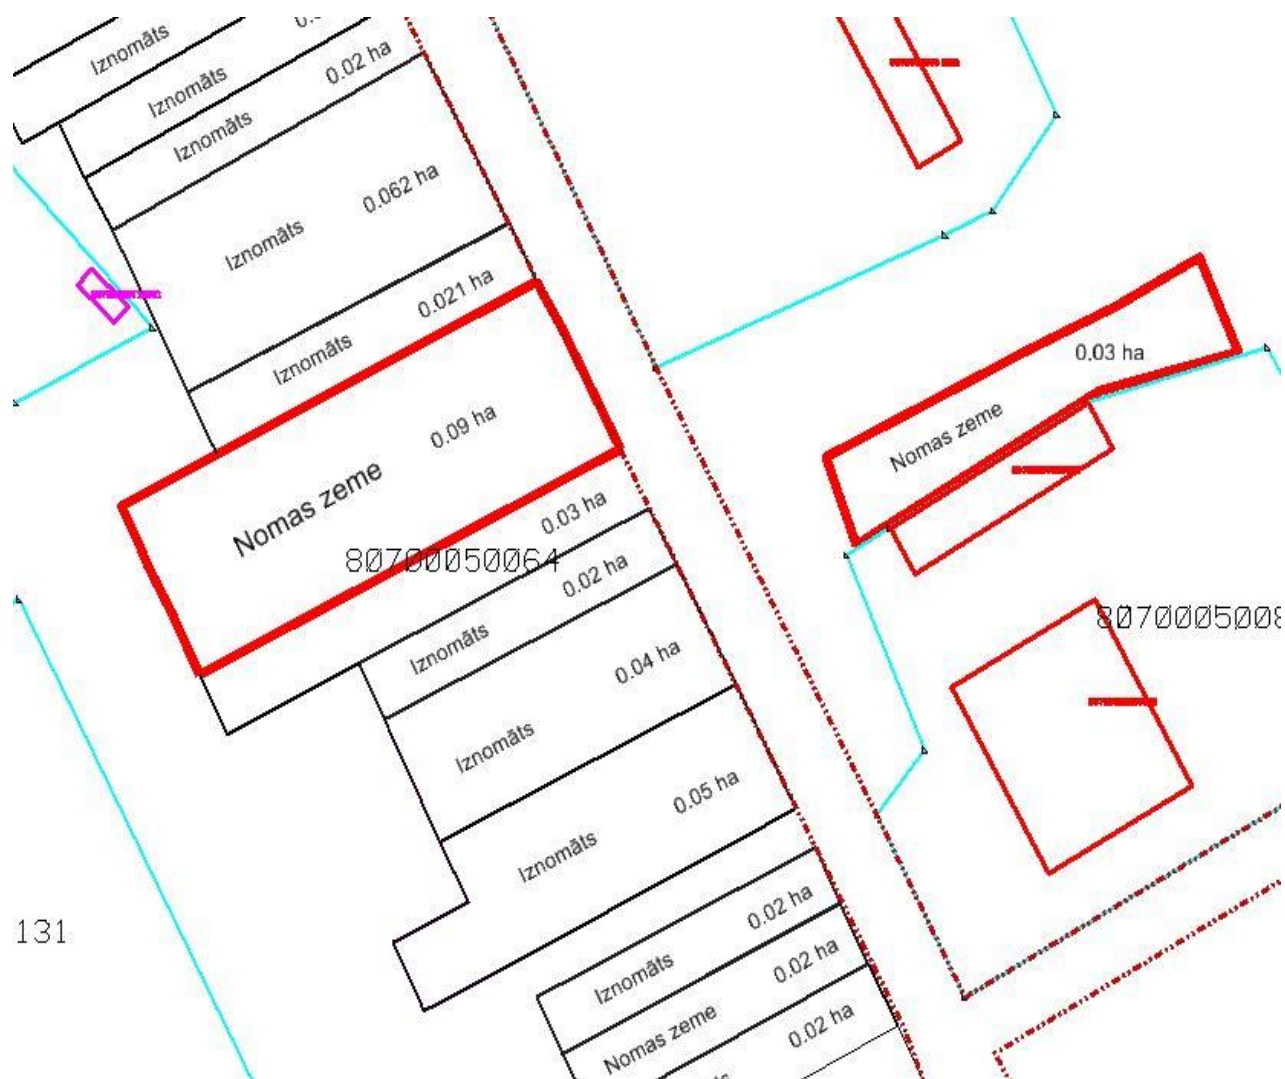 Iznomāts
Iznomāts
Iznomāts 0.02 ha
Iznomāts 0.062 ha
Iznomāts 0.021 ha
Nomas zeme 0.09 ha
80700050064
0.03 ha
Iznomāts 0.02 ha
Iznomāts 0.04 ha
Iznomāts 0.05 ha
Iznomāts 0.02 ha
Nomas zeme 0.02 ha
0.02 ha
Nomas zeme 0.03 ha
8070005008
131